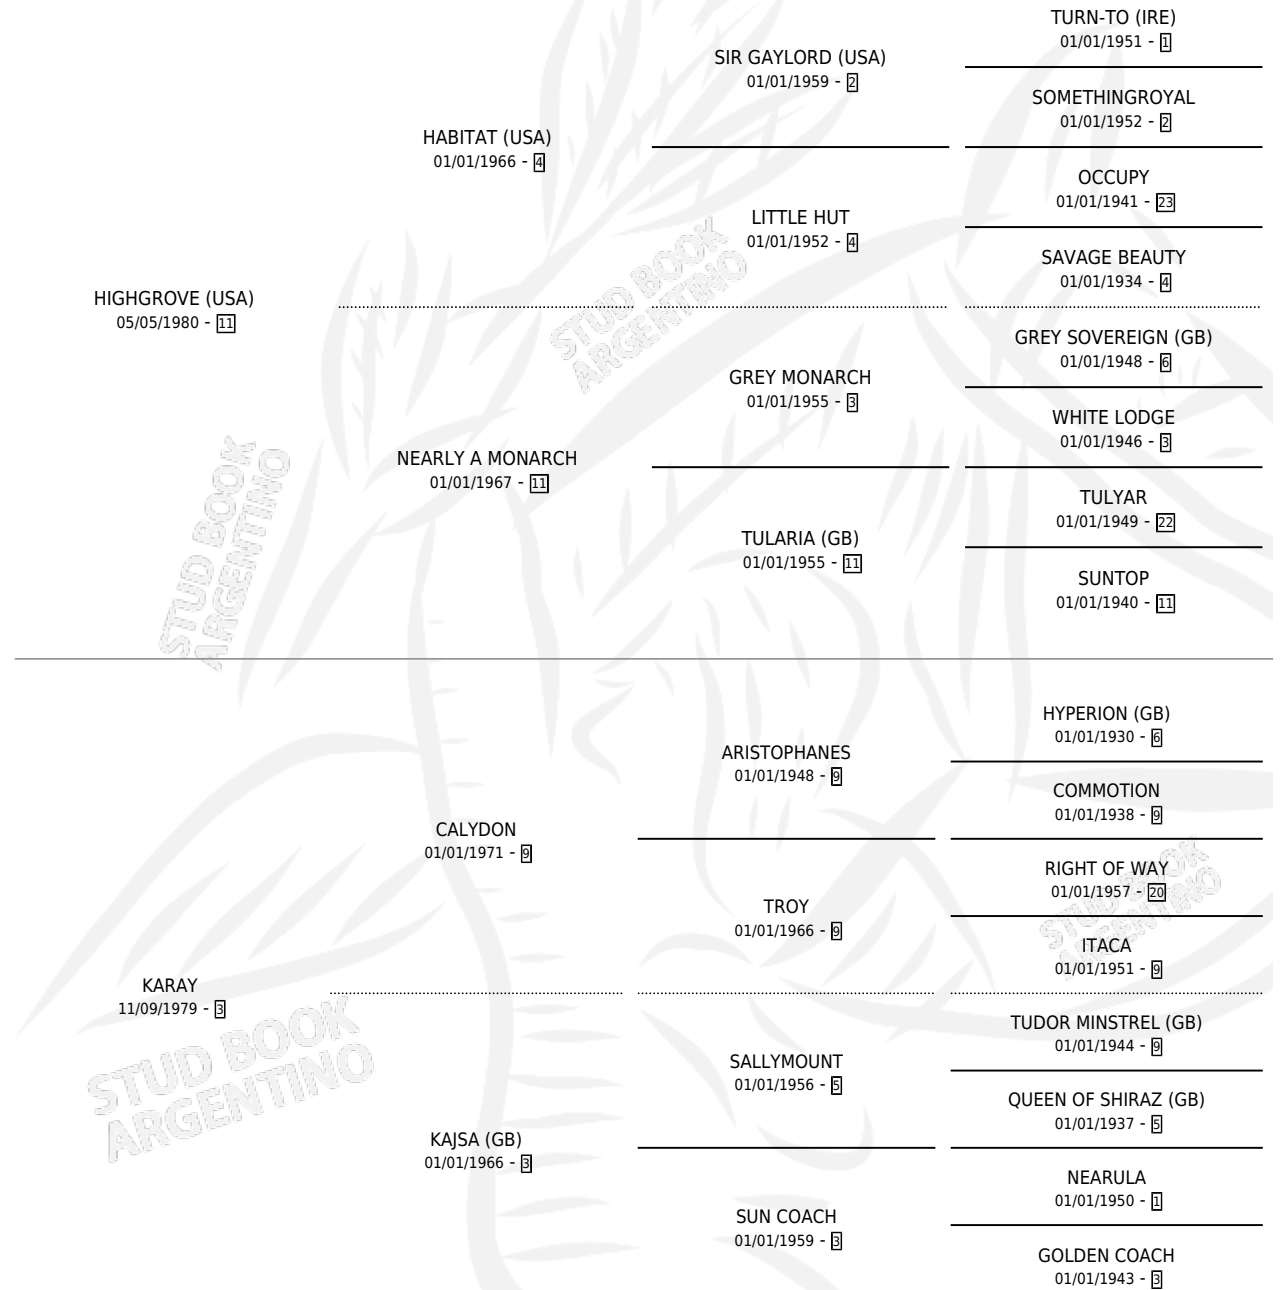 TURN-TO (IRE)
01/01/1951 - 1
SIR GAYLORD (USA)
01/01/1959 - 2
SOMETHINGROYAL
01/01/1952 - 2
HABITAT (USA)
01/01/1966 - 4
OCCUPY
01/01/1941 - 23
LITTLE HUT
01/01/1952 - 4
SAVAGE BEAUTY
01/01/1934 - 4
HIGHGROVE (USA)
05/05/1980 - 11
GREY SOVEREIGN (GB)
01/01/1948 - 6
GREY MONARCH
01/01/1955 - 3
WHITE LODGE
01/01/1946 - 3
NEARLY A MONARCH
01/01/1967 - 11
TULYAR
01/01/1949 - 22
TULARIA (GB)
01/01/1955 - 11
SUNTOP
01/01/1940 - 11
HYPERION (GB)
01/01/1930 - 6
ARISTOPHANES
01/01/1948 - 9
COMMOTION
01/01/1938 - 9
CALYDON
01/01/1971 - 9
RIGHT OF WAY
01/01/1957 - 20
TROY
01/01/1966 - 9
ITACA
01/01/1951 - 9
KARAY
11/09/1979 - 3
TUDOR MINSTREL (GB)
01/01/1944 - 9
SALLYMOUNT
01/01/1956 - 5
QUEEN OF SHIRAZ (GB)
01/01/1937 - 5
KAJSA (GB)
01/01/1966 - 3
NEARULA
01/01/1950 - 1
SUN COACH
01/01/1959 - 3
GOLDEN COACH
01/01/1943 - 3
STUD BOOK
ARGENTINO
STUD BOOK
ARGENTINO
STUD BOOK
ARGENTINO
STUD BOOK
ARGENTINO